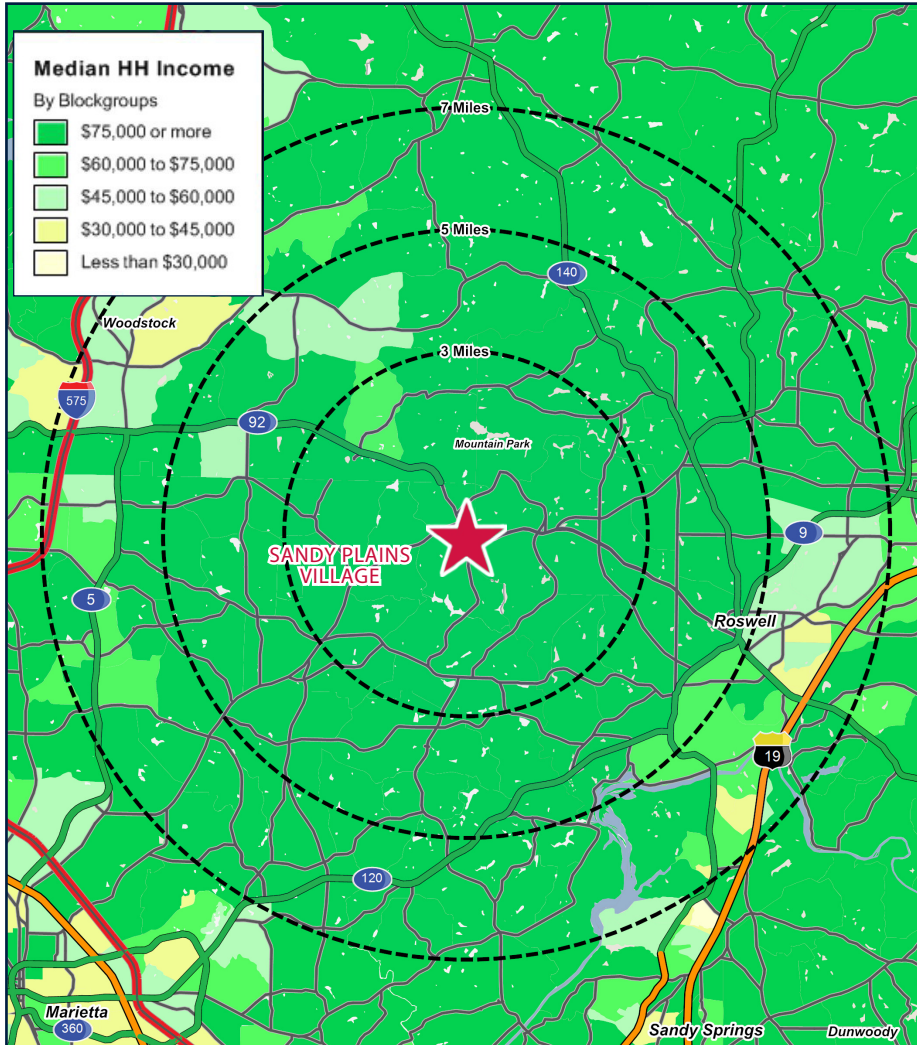 Median HH Income
By Blockgroups
$75,000 or more
$60,000 to $75,000
$45,000 to $60,000
$30,000 to $45,000
Less than $30,000
7 Miles
5 Miles
140
Woodstock
3 Miles
575
92
Mountain Park
9
SANDY PLAINS
VILLAGE
5
Roswell
19
120
Marietta
360
Sandy Springs
Dunwoody